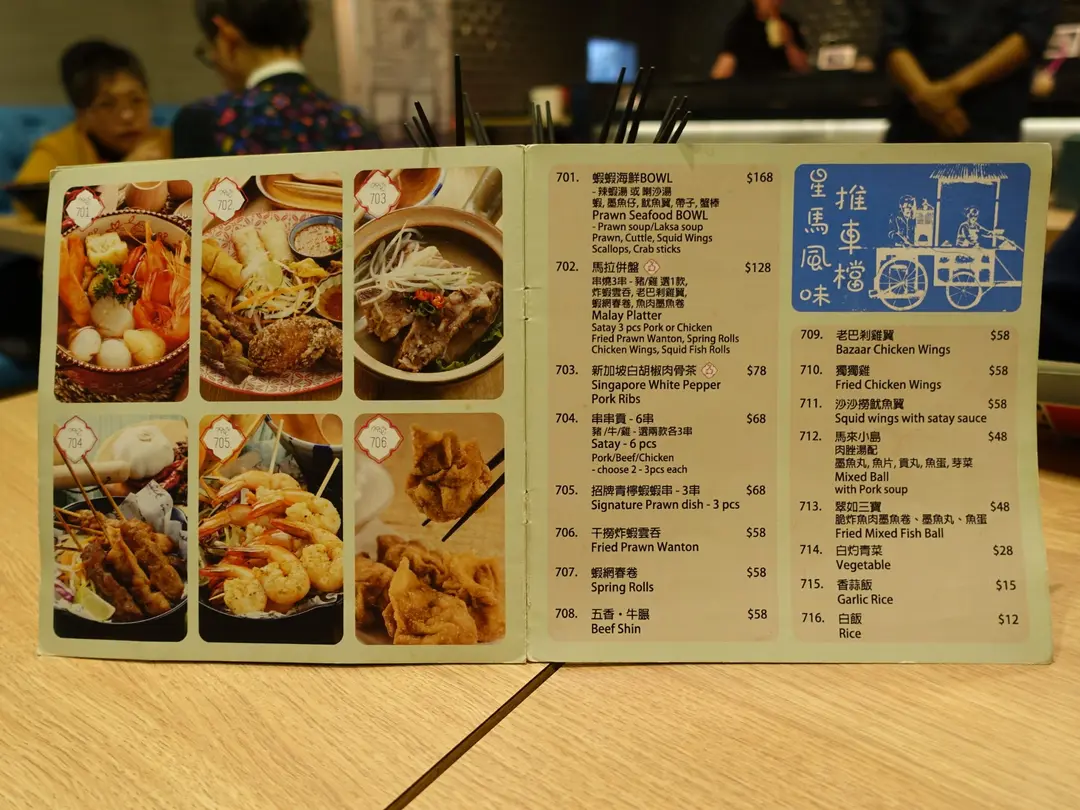 701
702
703
704
705
706
701. 蝦蝦海鮮BOWL $168
- 辣蝦湯 或 喇沙湯
蝦, 墨魚仔, 魷魚翼, 帶子, 蟹棒
Prawn Seafood BOWL
- Prawn soup/Laksa soup
Prawn, Cuttle, Squid Wings
Scallops, Crab sticks
702. 馬拉併盤 $128
串燒3串 - 豬/雞 選1款,
炸蝦雲吞, 老巴剎雞翼,
蝦網春卷, 魚肉墨魚卷
Malay Platter
Satay 3 pcs Pork or Chicken
Fried Prawn Wanton, Spring Rolls
Chicken Wings, Squid Fish Rolls
703. 新加坡白胡椒肉骨茶 $78
Singapore White Pepper
Pork Ribs
704. 串串貢 - 6串 $68
豬/牛/雞 - 選兩款各3串
Satay - 6 pcs
Pork/Beef/Chicken
- choose 2 - 3pcs each
705. 招牌青檸蝦蝦串 - 3串 $68
Signature Prawn dish - 3 pcs
706. 干撈炸蝦雲吞 $58
Fried Prawn Wanton
707. 蝦網春卷 $58
Spring Rolls
708. 五香・牛𦟌 $58
Beef Shin
星馬風味
推車檔
709. 老巴剎雞翼 $58
Bazaar Chicken Wings
710. 獨獨雞 $58
Fried Chicken Wings
711. 沙沙撈魷魚翼 $58
Squid wings with satay sauce
712. 馬來小島 $48
肉脞湯配
墨魚丸, 魚片, 貢丸, 魚蛋, 芽菜
Mixed Ball
with Pork soup
713. 翠如三寶 $48
脆炸魚肉墨魚卷、墨魚丸、魚蛋
Fried Mixed Fish Ball
714. 白灼青菜 $28
Vegetable
715. 香蒜飯 $15
Garlic Rice
716. 白飯 $12
Rice